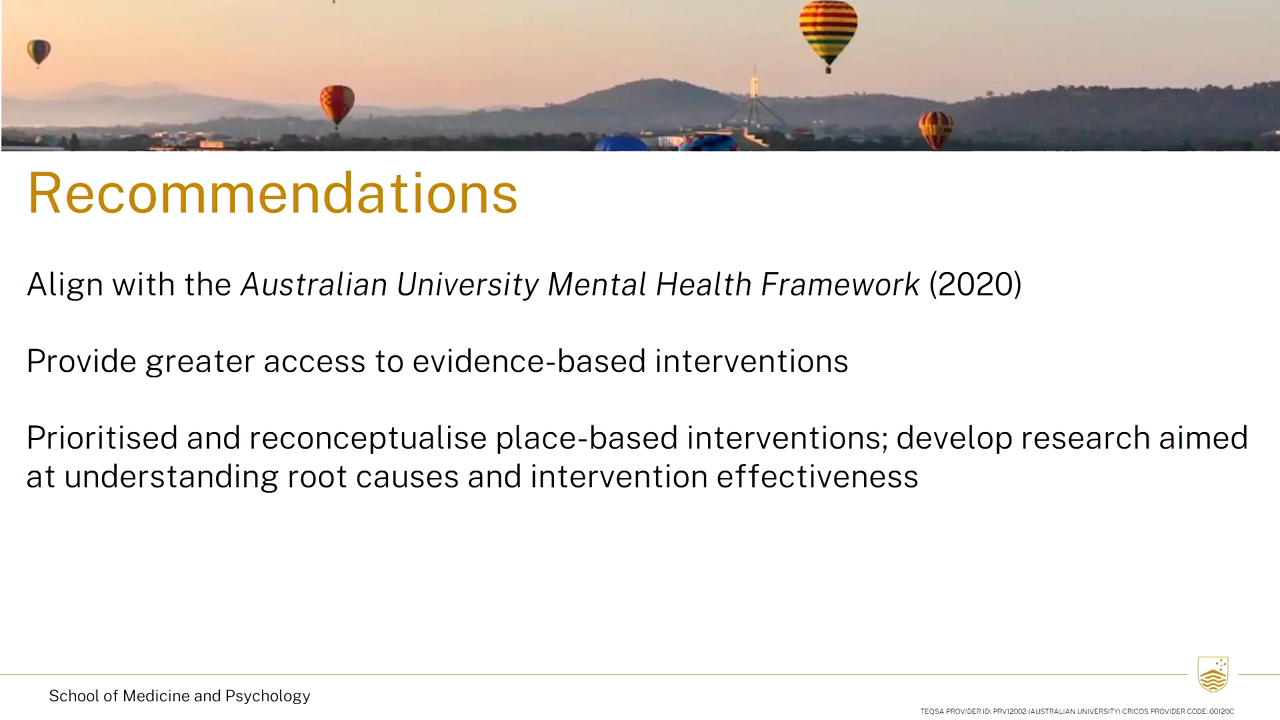 Recommendations
Align with the Australian University Mental Health Framework (2020)
Provide greater access to evidence-based interventions
Prioritised and reconceptualise place-based interventions; develop research aimed
at understanding root causes and intervention effectiveness
School of Medicine and Psychology
TEQSA PROVIDER ID: PRV12002 (AUSTRALIAN UNIVERSITY) CRICOS PROVIDER CODE: 00120C